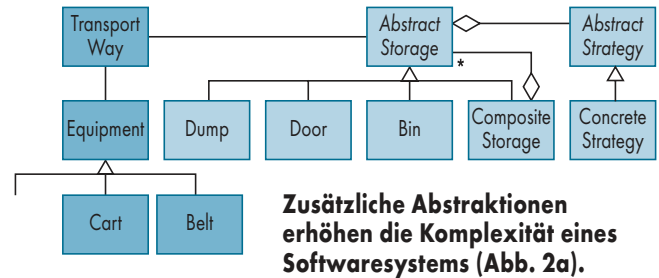 Transport
Way
Abstract
Storage
Abstract
Strategy
*
Equipment
Dump
Door
Bin
Composite
Storage
Concrete
Strategy
Cart
Belt
Zusätzliche Abstraktionen
erhöhen die Komplexität eines
Softwaresystems (Abb. 2a).